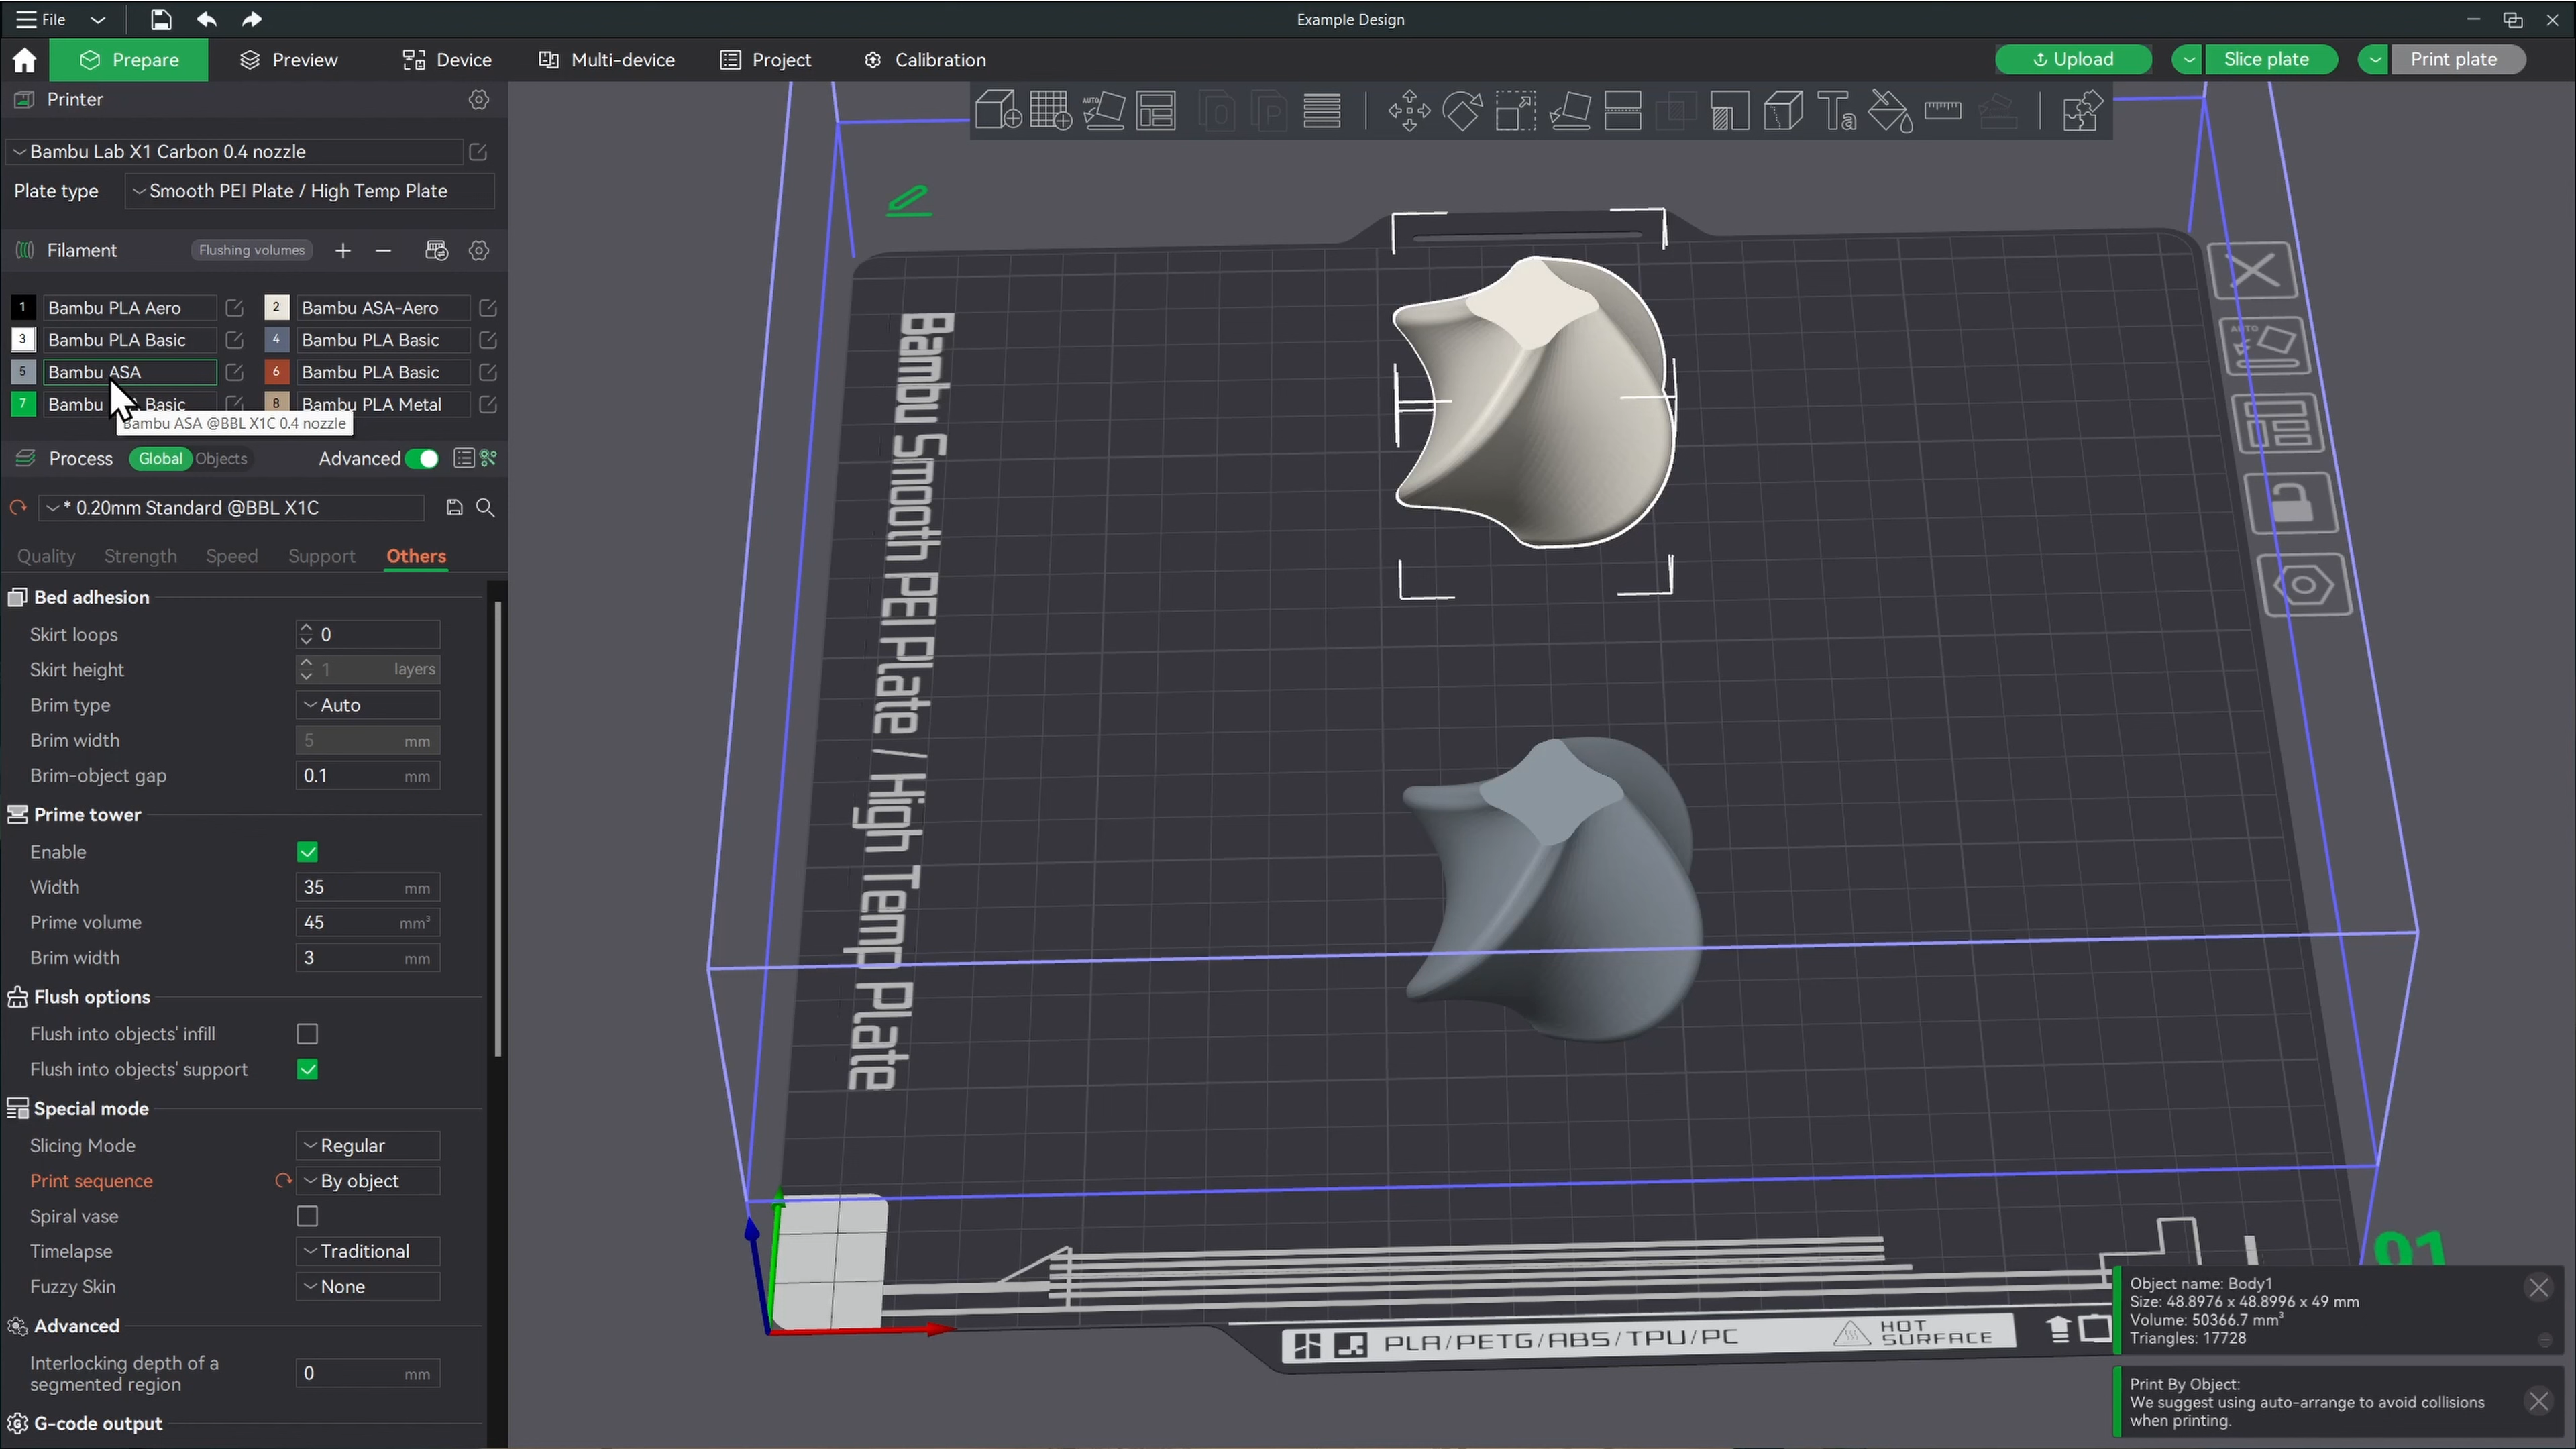 File
Example Design
Prepare
Preview
Device
Multi-device
Project
Calibration
Upload
Slice plate
Print plate
Printer
Bambu Lab X1 Carbon 0.4 nozzle
Plate type
Smooth PEI Plate / High Temp Plate
Filament
Flushing volumes
1 Bambu PLA Aero
2 Bambu ASA-Aero
3 Bambu PLA Basic
4 Bambu PLA Basic
5 Bambu ASA
6 Bambu PLA Basic
7 Bambu Basic
8 Bambu PLA Metal
Bambu ASA @BBL X1C 0.4 nozzle
Process
Global
Objects
Advanced
* 0.20mm Standard @BBL X1C
Quality
Strength
Speed
Support
Others
Bed adhesion
Skirt loops 0
Skirt height 1 layers
Brim type Auto
Brim width 5 mm
Brim-object gap 0.1 mm
Prime tower
Enable
Width 35 mm
Prime volume 45 mm³
Brim width 3 mm
Flush options
Flush into objects' infill
Flush into objects' support
Special mode
Slicing Mode Regular
Print sequence By object
Spiral vase
Timelapse Traditional
Fuzzy Skin None
Advanced
Interlocking depth of a
segmented region 0 mm
G-code output
AUTO
Ta
Bambu Smooth PEI Plate / High Temp Plate
AUTO
01
PLA/PETG/ABS/TPU/PC
HOT
SURFACE
Object name: Body1
Size: 48.8976 x 48.8996 x 49 mm
Volume: 50366.7 mm³
Triangles: 17728
Print By Object:
We suggest using auto-arrange to avoid collisions
when printing.